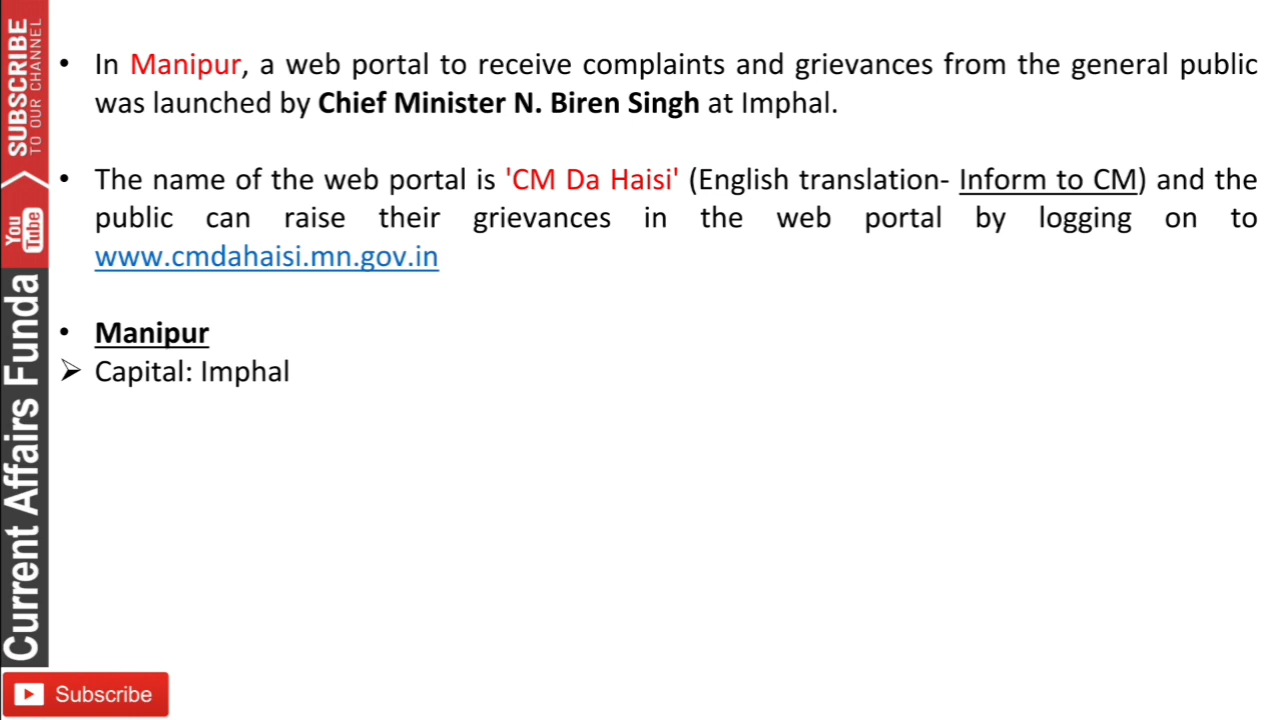 • In Manipur, a web portal to receive complaints and grievances from the general public
was launched by Chief Minister N. Biren Singh at Imphal.
• The name of the web portal is 'CM Da Haisi' (English translation- Inform to CM) and the
public can raise their grievances in the web portal by logging on to
www.cmdahaisi.mn.gov.in
• Manipur
➢ Capital: Imphal
SUBSCRIBE
TO OUR CHANNEL
You
Tube
Current Affairs Funda
Subscribe